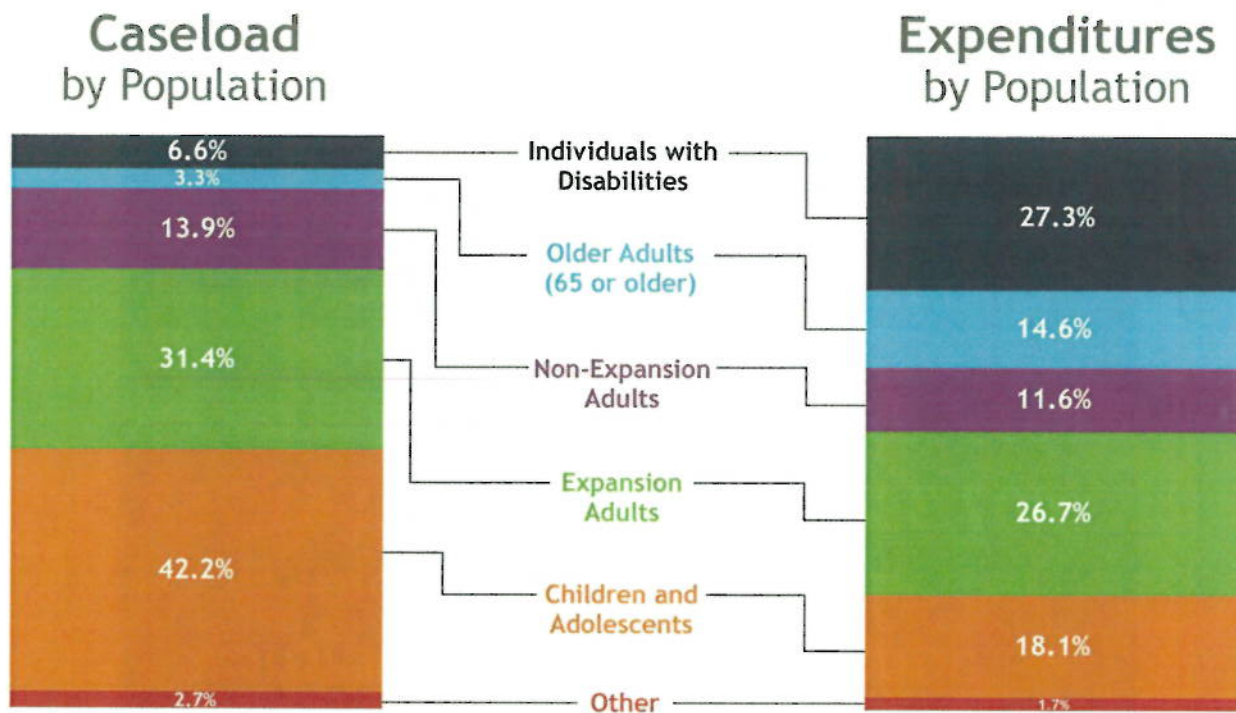 Caseload
by Population
Expenditures
by Population
6.6%
3.3%
13.9%
31.4%
42.2%
2.7%
Individuals with
Disabilities
Older Adults
(65 or older)
Non-Expansion
Adults
Expansion
Adults
Children and
Adolescents
Other
27.3%
14.6%
11.6%
26.7%
18.1%
1.7%